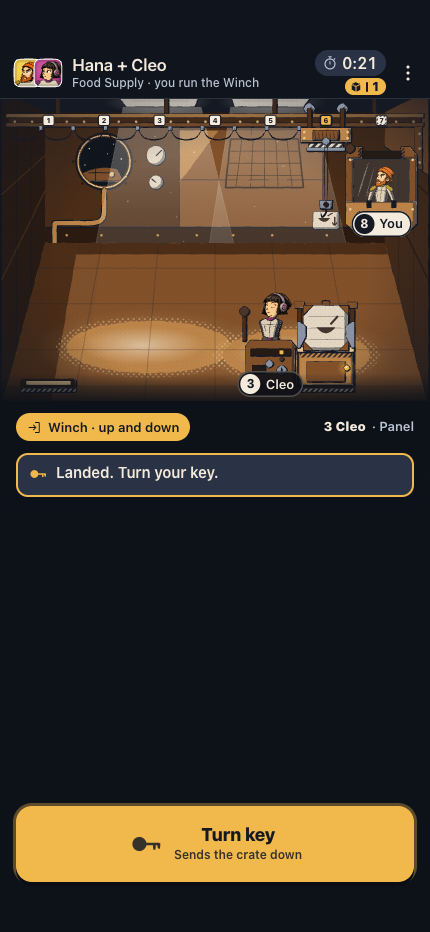 Hana + Cleo
Food Supply · you run the Winch
0:21
1
1
2
3
4
5
6
7
8 You
3 Cleo
Winch · up and down
3 Cleo · Panel
Landed. Turn your key.
Turn key
Sends the crate down